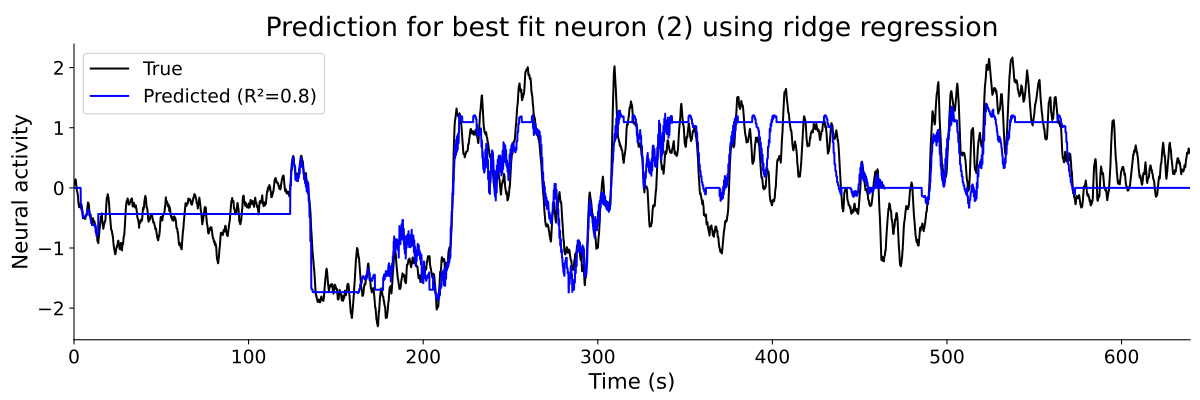 Prediction for best fit neuron (2) using ridge regression
True
Predicted (R²=0.8)
Neural activity
2
1
0
−1
−2
0 100 200 300 400 500 600
Time (s)